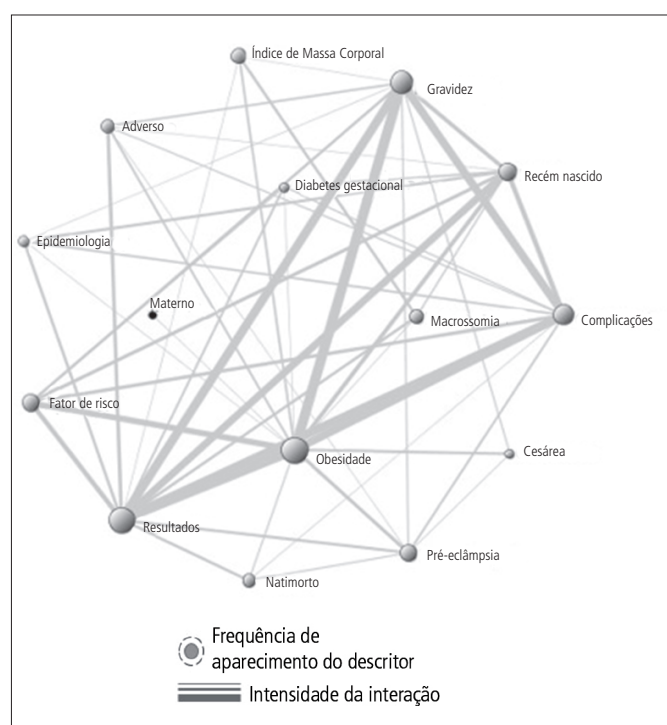 Índice de Massa Corporal
Gravidez
Adverso
Recém nascido
Diabetes gestacional
Epidemiologia
Materno
Macrossomia
Complicações
Fator de risco
Cesárea
Obesidade
Resultados
Pré-eclâmpsia
Natimorto
Frequência de
aparecimento do descritor
Intensidade da interação